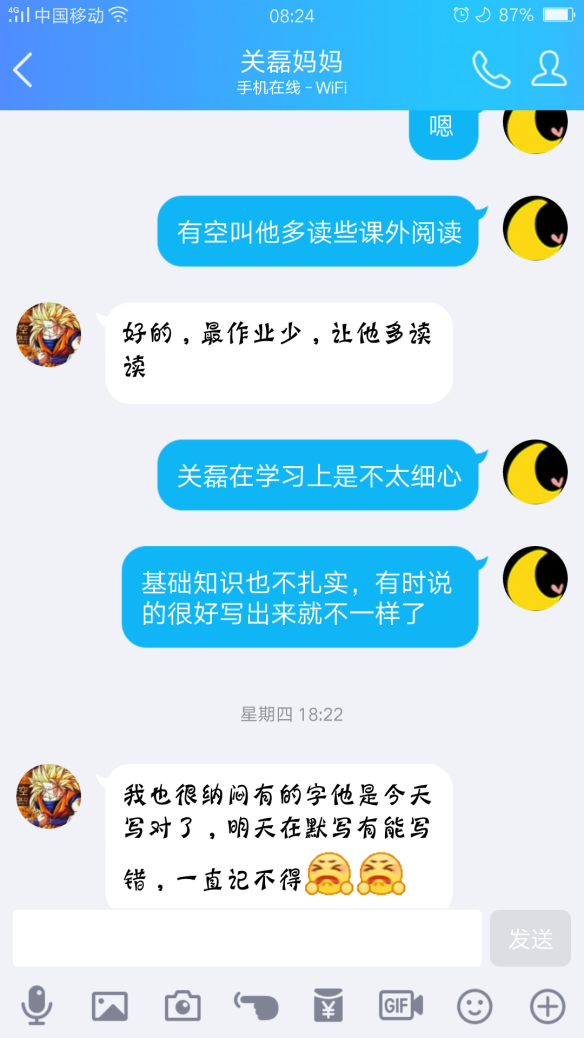 4G 中国移动 08:24 87%
关磊妈妈
手机在线 - WiFi
嗯
有空叫他多读些课外阅读
好的，最作业少，让他多读
读
关磊在学习上是不太细心
基础知识也不扎实，有时说
的很好写出来就不一样了
星期四 18:22
我也很纳闷有的字他是今天
写对了，明天在默写有能写
错，一直记不得
发送
¥ GIF